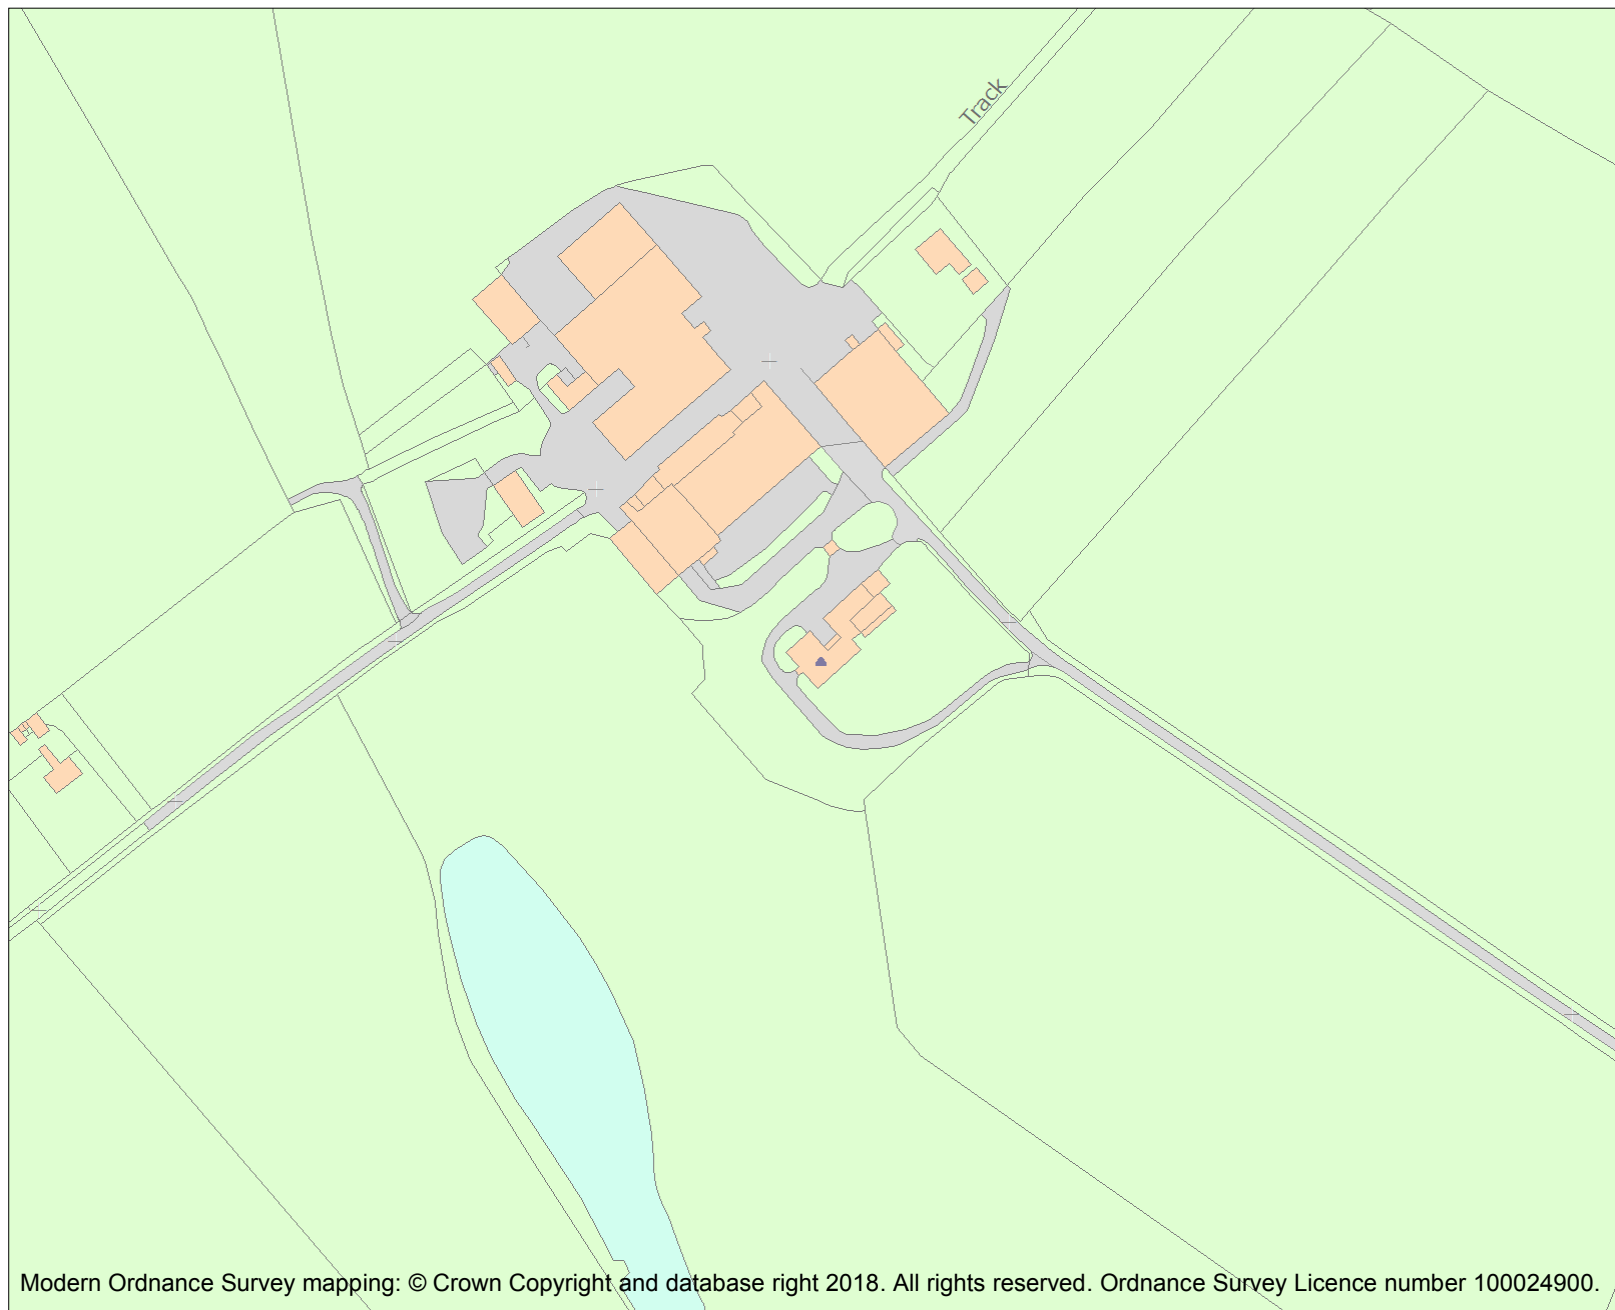 Track
Modern Ordnance Survey mapping: © Crown Copyright and database right 2018. All rights reserved. Ordnance Survey Licence number 100024900.